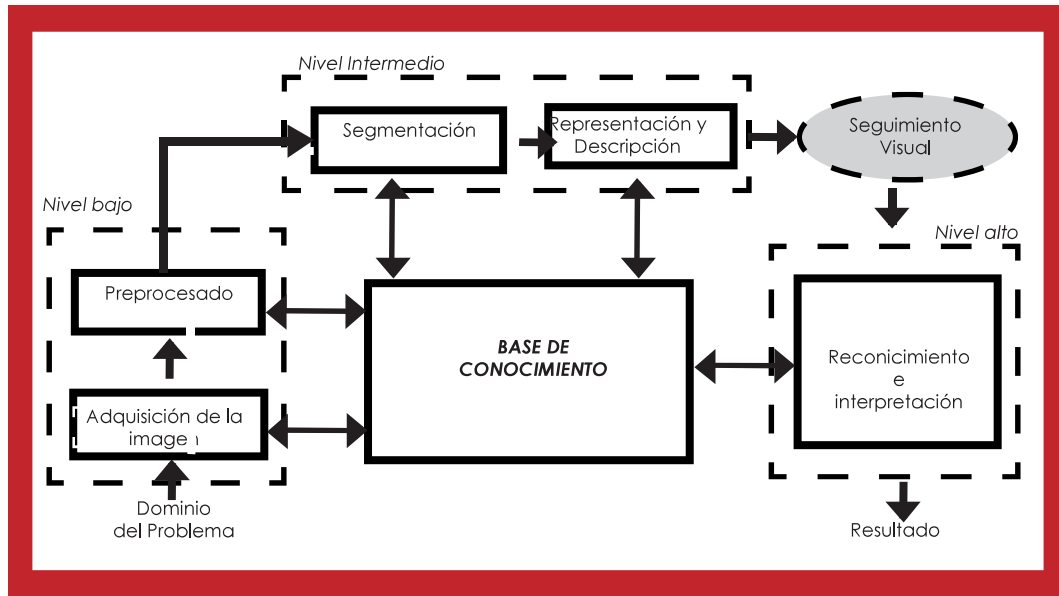 Nivel Intermedio
Segmentación
Representación y
Descripción
Seguimiento
Visual
Nivel bajo
Nivel alto
Preprocesado
BASE DE
CONOCIMIENTO
Reconicimiento
e
interpretación
Adquisición de la
imagen
Dominio
del Problema
Resultado